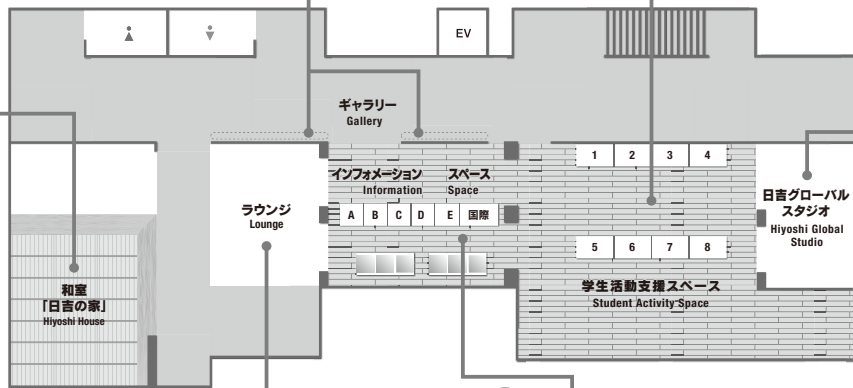 EV
ギャラリー
Gallery
1 2 3 4
インフォメーション スペース
Information Space
日吉グローバル
スタジオ
Hiyoshi Global
Studio
ラウンジ
Lounge
A B C D E 国際
5 6 7 8
和室
「日吉の家」
Hiyoshi House
学生活動支援スペース
Student Activity Space